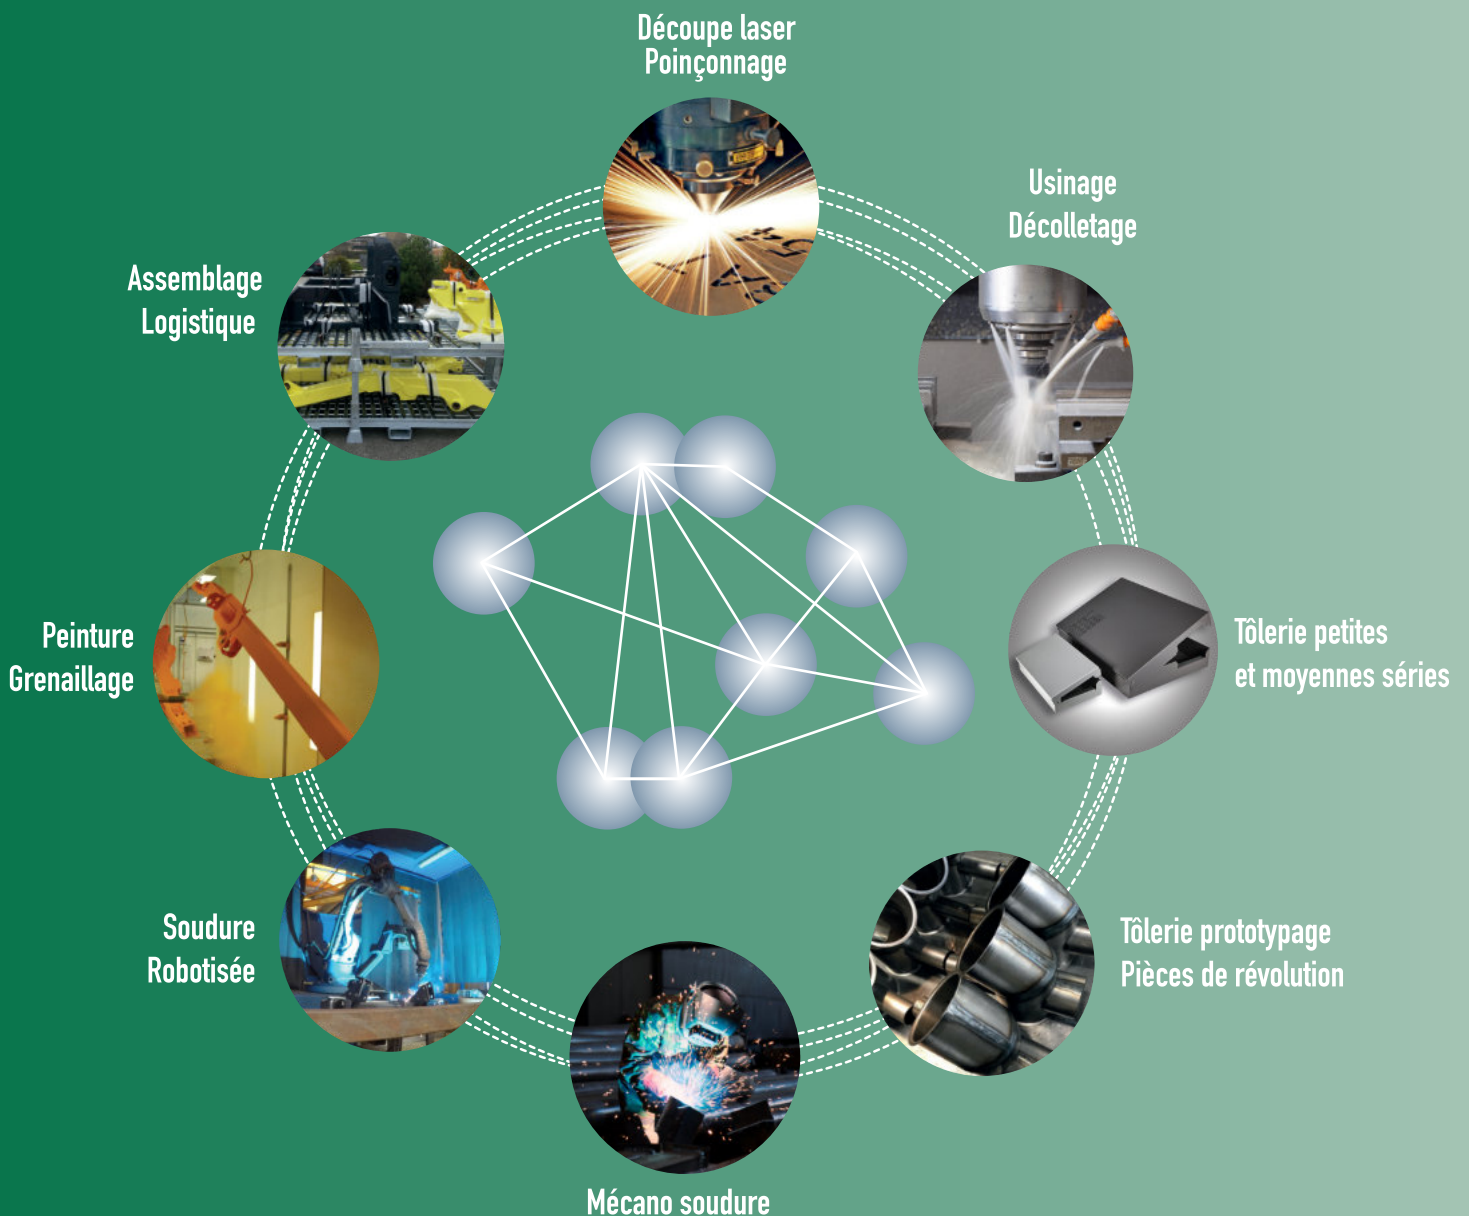 Découpe laser
Poinçonnage
Usinage
Décolletage
Assemblage
Logistique
Tôlerie petites
et moyennes séries
Peinture
Grenaillage
Soudure
Robotisée
Tôlerie prototypage
Pièces de révolution
Mécano soudure